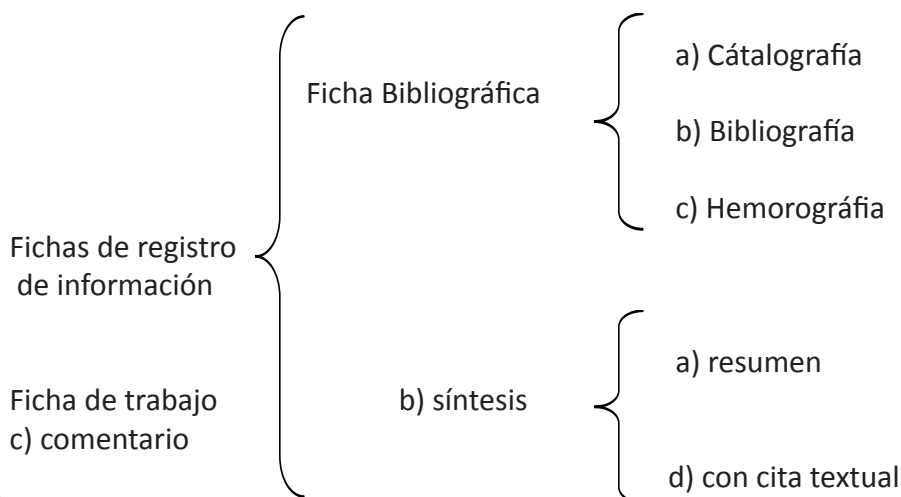 Fichas de registro
de información
Ficha de trabajo
c) comentario
Ficha Bibliográfica
b) síntesis
a) Cátalografía
b) Bibliografía
c) Hemorográfia
a) resumen
d) con cita textual